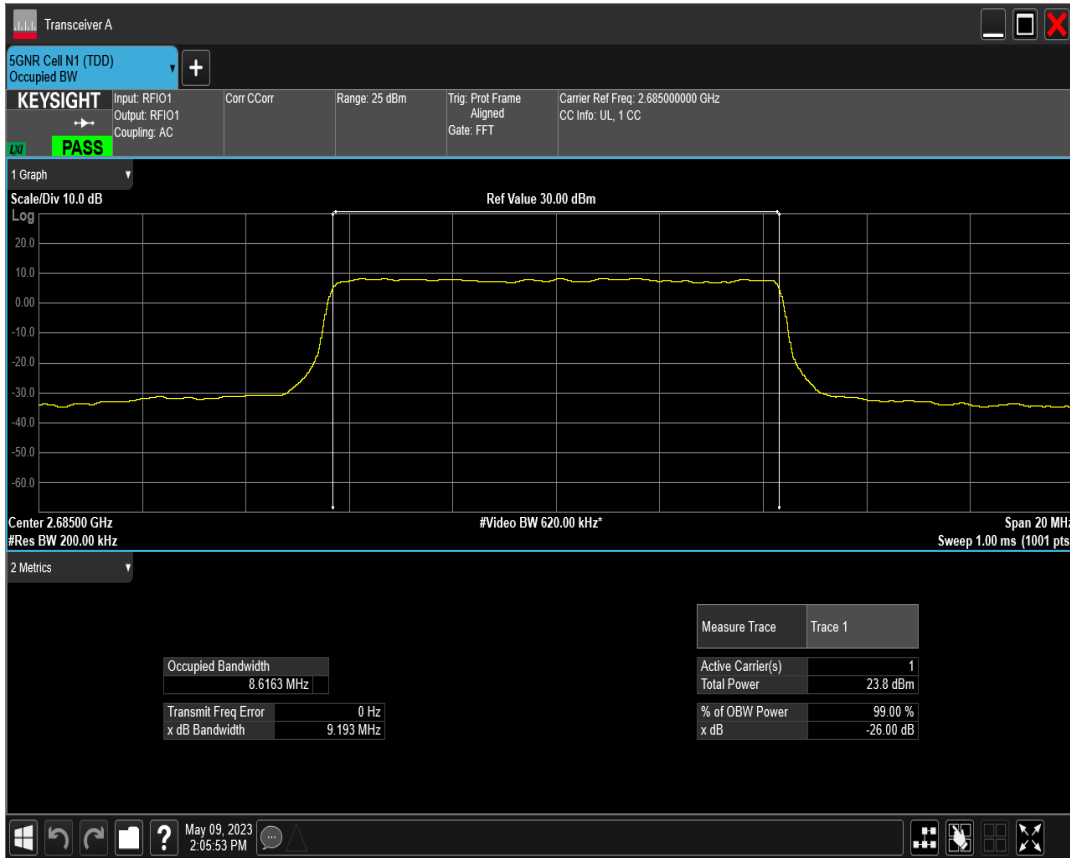 Transceiver A
5GNR Cell N1 (TDD)
Occupied BW
+
KEYSIGHT
Input: RFIO1
Output: RFIO1
Coupling: AC
Corr CCorr
Range: 25 dBm
Trig: Prot Frame
Aligned
Gate: FFT
Carrier Ref Freq: 2.685000000 GHz
CC Info: UL, 1 CC
LXI
PASS
1 Graph
Scale/Div 10.0 dB
Ref Value 30.00 dBm
Log
20.0
10.0
0.00
-10.0
-20.0
-30.0
-40.0
-50.0
-60.0
Center 2.68500 GHz
#Video BW 620.00 kHz*
Span 20 MHz
#Res BW 200.00 kHz
Sweep 1.00 ms (1001 pts
2 Metrics
Measure Trace Trace 1
Occupied Bandwidth
8.6163 MHz
Active Carrier(s) 1
Total Power 23.8 dBm
Transmit Freq Error 0 Hz
x dB Bandwidth 9.193 MHz
% of OBW Power 99.00 %
x dB -26.00 dB
?
May 09, 2023
2:05:53 PM